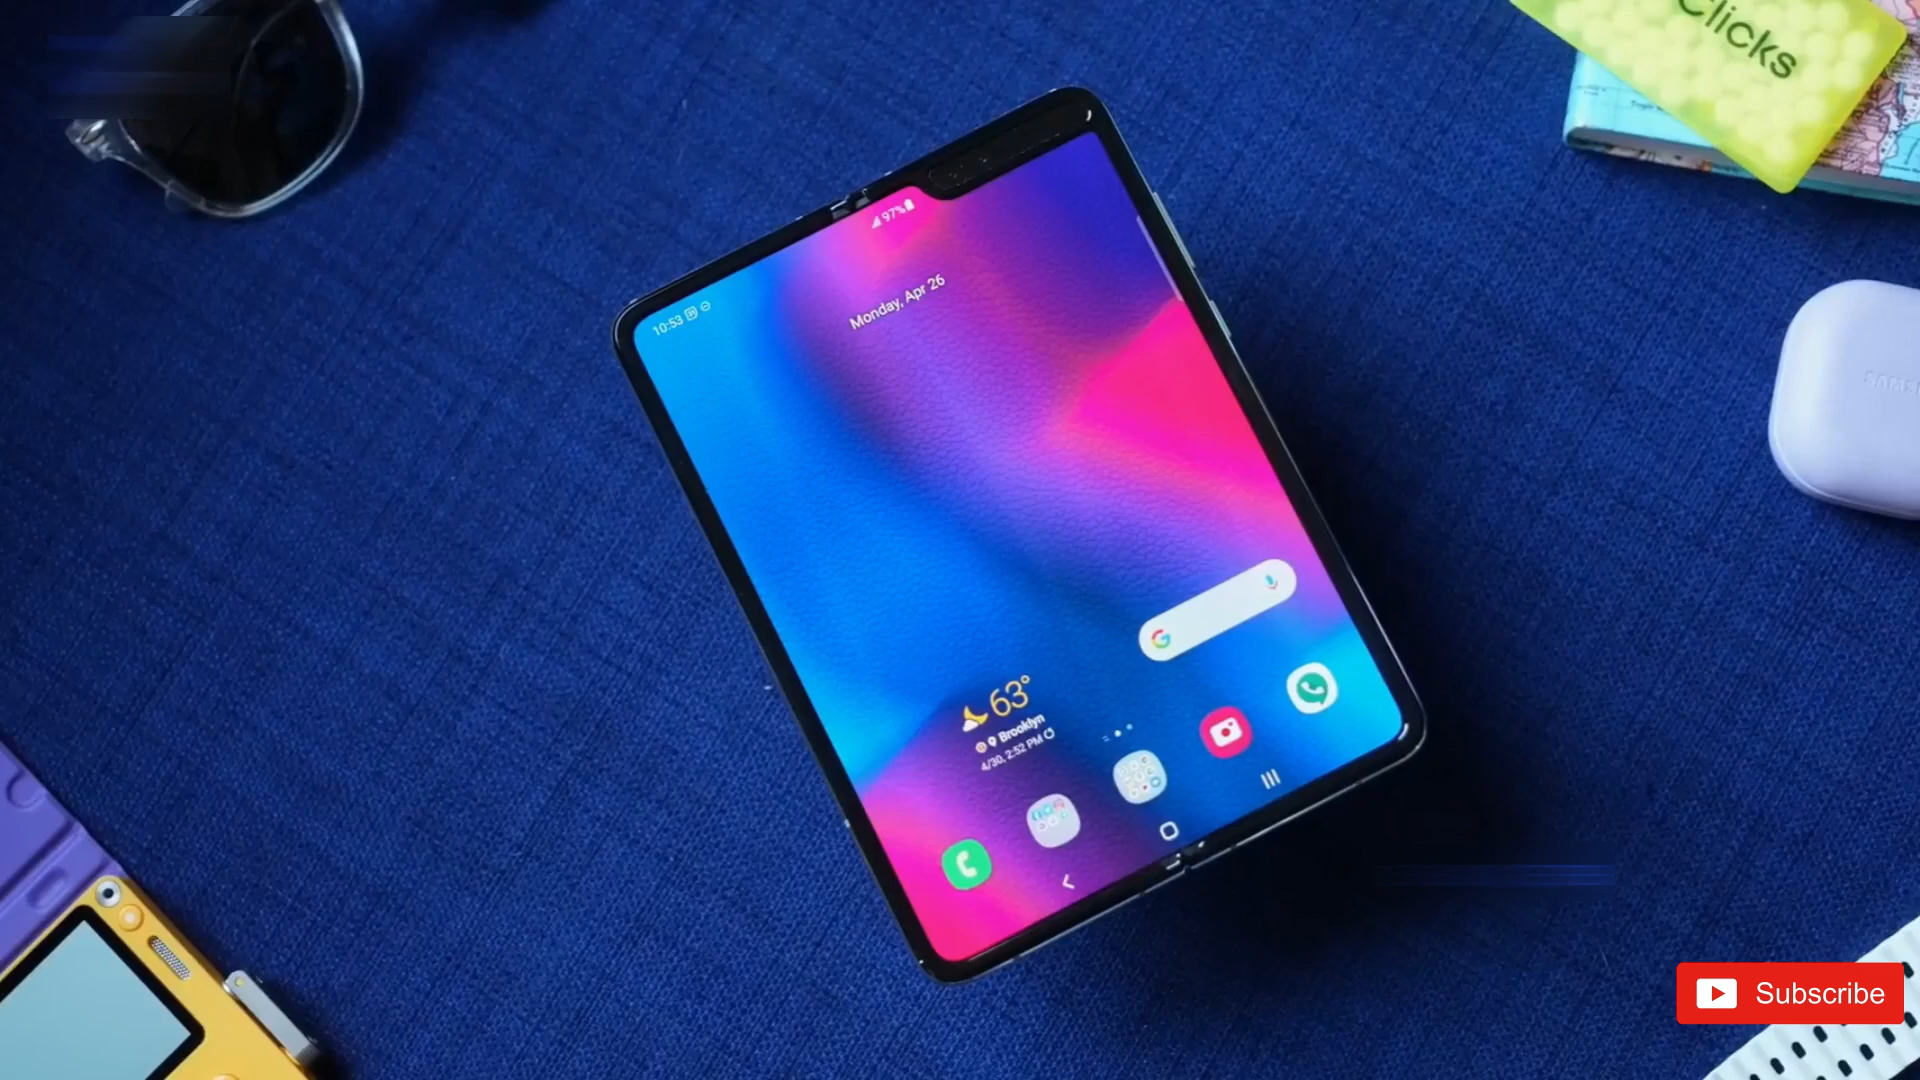 Clicks
97%
10:53
Monday, Apr 26
63°
Brooklyn
4/30, 2:52 PM
Subscribe